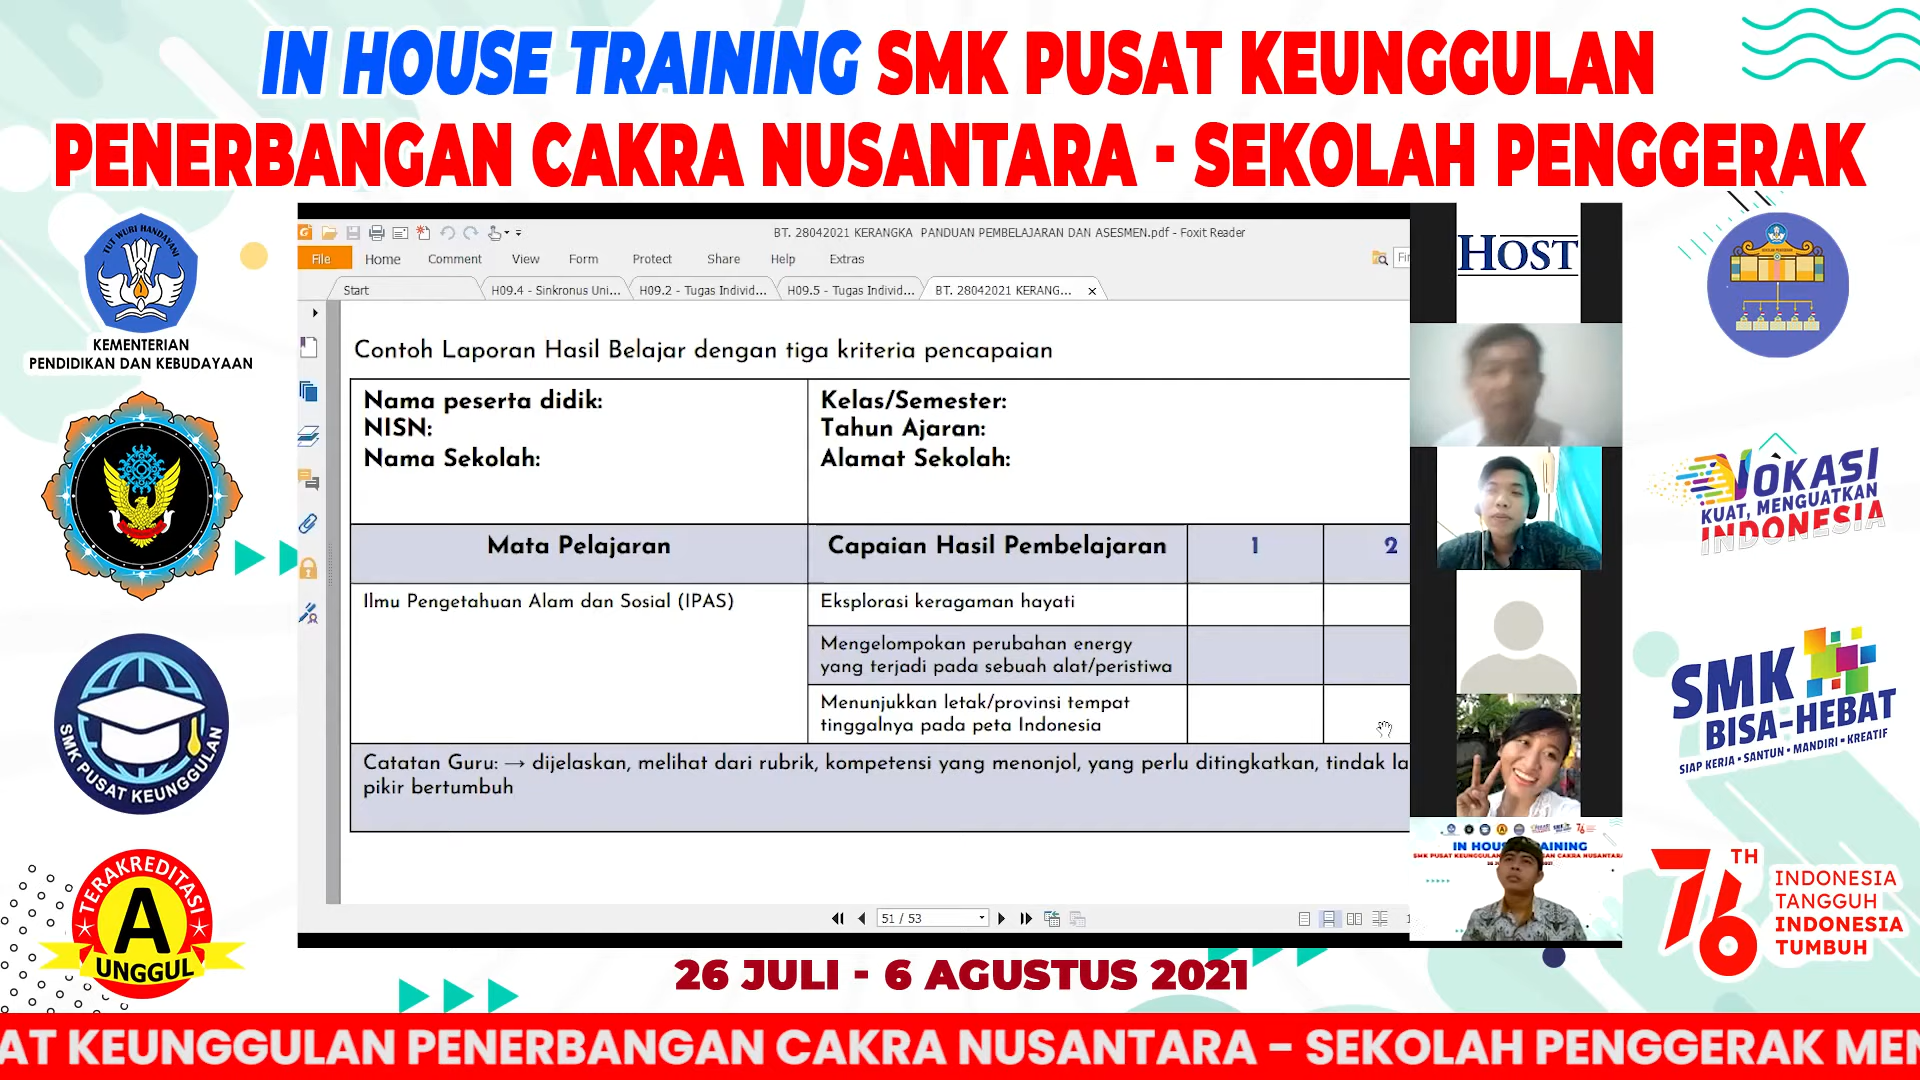 IN HOUSE TRAINING SMK PUSAT KEUNGGULAN
PENERBANGAN CAKRA NUSANTARA - SEKOLAH PENGGERAK
TUT WURI HANDAYANI
KEMENTERIAN
PENDIDIKAN DAN KEBUDAYAAN
SMK PUSAT KEUNGGULAN
TERAKREDITASI
A
UNGGUL
BT. 28042021 KERANGKA PANDUAN PEMBELAJARAN DAN ASESMEN.pdf - Foxit Reader
File
Home
Comment
View
Form
Protect
Share
Help
Extras
Start
H09.4 - Sinkronus Uni...
H09.2 - Tugas Individ...
H09.5 - Tugas Individ...
BT. 28042021 KERANG...
Contoh Laporan Hasil Belajar dengan tiga kriteria pencapaian
Nama peserta didik:
NISN:
Nama Sekolah:
Kelas/Semester:
Tahun Ajaran:
Alamat Sekolah:
Mata Pelajaran
Capaian Hasil Pembelajaran
1
2
Ilmu Pengetahuan Alam dan Sosial (IPAS)
Eksplorasi keragaman hayati
Mengelompokan perubahan energy
yang terjadi pada sebuah alat/peristiwa
Menunjukkan letak/provinsi tempat
tinggalnya pada peta Indonesia
Catatan Guru: → dijelaskan, melihat dari rubrik, kompetensi yang menonjol, yang perlu ditingkatkan, tindak la
pikir bertumbuh
51 / 53
HOST
VOKASI
KUAT, MENGUATKAN
INDONESIA
SMK
BISA-HEBAT
SIAP KERJA • SANTUN • MANDIRI • KREATIF
76TH
INDONESIA
TANGGUH
INDONESIA
TUMBUH
26 JULI - 6 AGUSTUS 2021
AT KEUNGGULAN PENERBANGAN CAKRA NUSANTARA - SEKOLAH PENGGERAK MEN